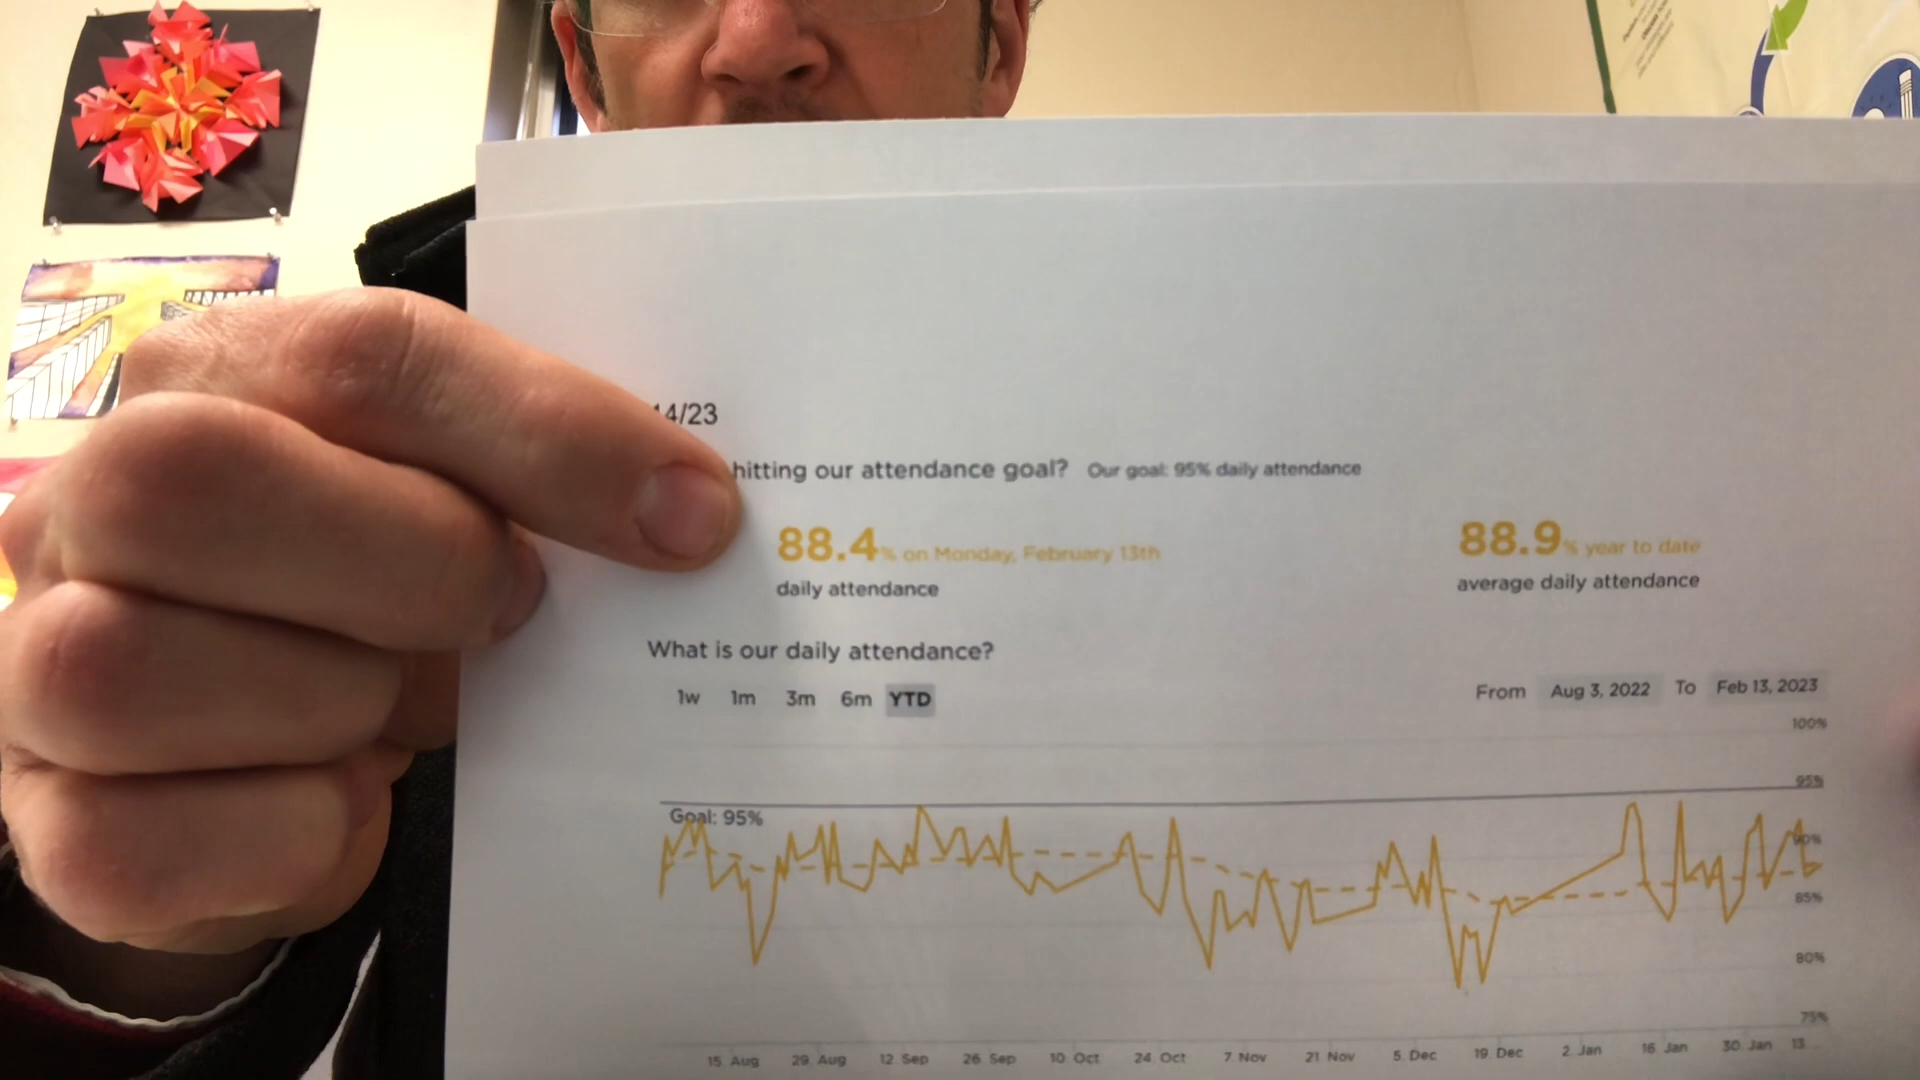 14/23
hitting our attendance goal? Our goal: 95% daily attendance
88.4% on Monday, February 13th
daily attendance
88.9% year to date
average daily attendance
What is our daily attendance?
1w 1m 3m 6m YTD
From Aug 3, 2022 To Feb 13, 2023
100%
95%
Goal: 95%
90%
85%
80%
75%
15. Aug 29. Aug 12. Sep 26. Sep 10. Oct 24. Oct 7. Nov 21. Nov 5. Dec 19. Dec 2. Jan 16. Jan 30. Jan 13...